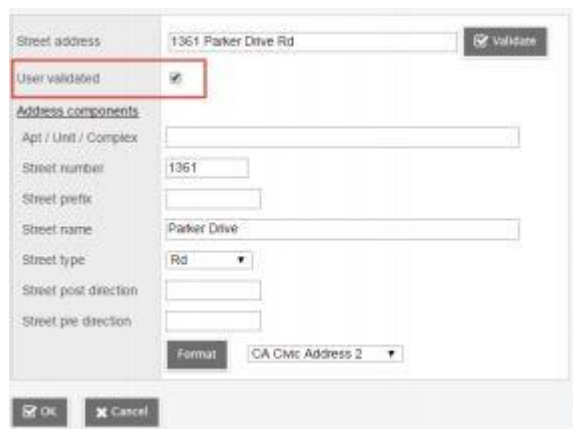 Street address 1361 Parker Drive Rd Validate
User validated
Address components
Apt / Unit / Complex
Street number 1361
Street prefix
Street name Parker Drive
Street type Rd
Street post direction
Street pre direction
Format CA Civic Address 2
OK Cancel